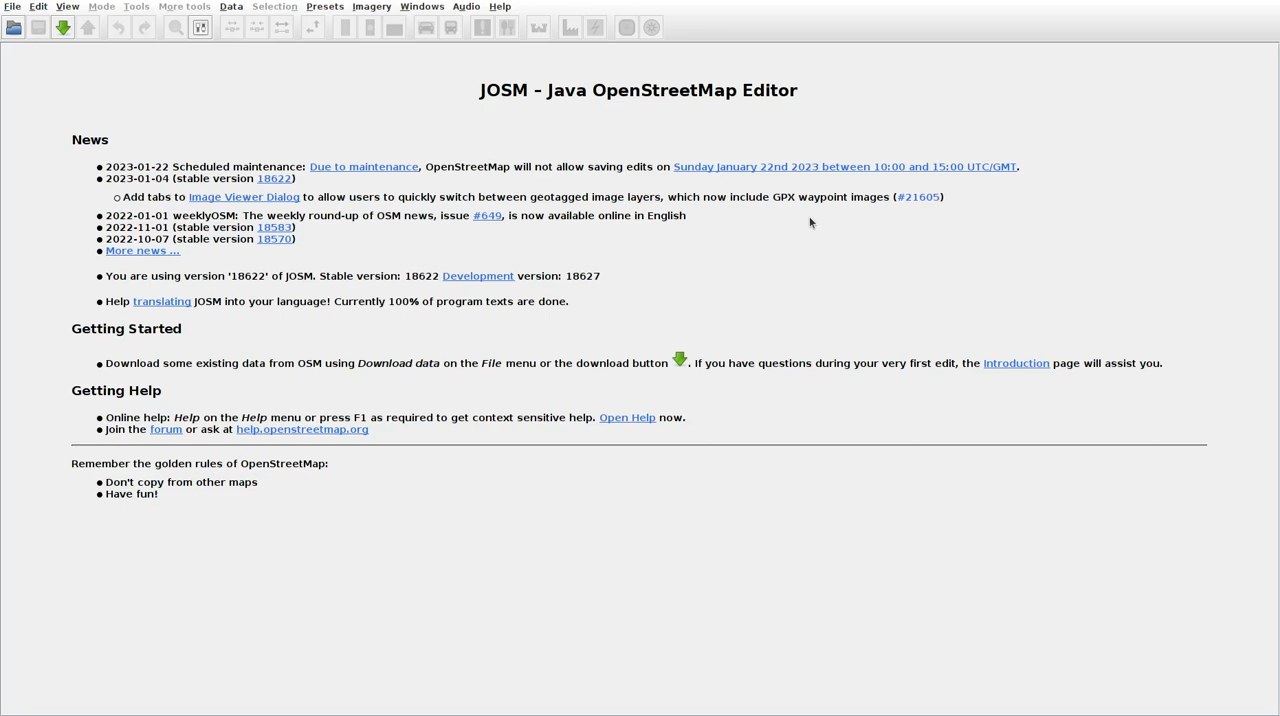 File Edit View Mode Tools More tools Data Selection Presets Imagery Windows Audio Help
JOSM – Java OpenStreetMap Editor
News
● 2023-01-22 Scheduled maintenance: Due to maintenance, OpenStreetMap will not allow saving edits on Sunday January 22nd 2023 between 10:00 and 15:00 UTC/GMT.
● 2023-01-04 (stable version 18622)
○ Add tabs to Image Viewer Dialog to allow users to quickly switch between geotagged image layers, which now include GPX waypoint images (#21605)
● 2022-01-01 weeklyOSM: The weekly round-up of OSM news, issue #649, is now available online in English
● 2022-11-01 (stable version 18583)
● 2022-10-07 (stable version 18570)
● More news ...
● You are using version '18622' of JOSM. Stable version: 18622 Development version: 18627
● Help translating JOSM into your language! Currently 100% of program texts are done.
Getting Started
● Download some existing data from OSM using Download data on the File menu or the download button . If you have questions during your very first edit, the Introduction page will assist you.
Getting Help
● Online help: Help on the Help menu or press F1 as required to get context sensitive help. Open Help now.
● Join the forum or ask at help.openstreetmap.org
Remember the golden rules of OpenStreetMap:
● Don't copy from other maps
● Have fun!